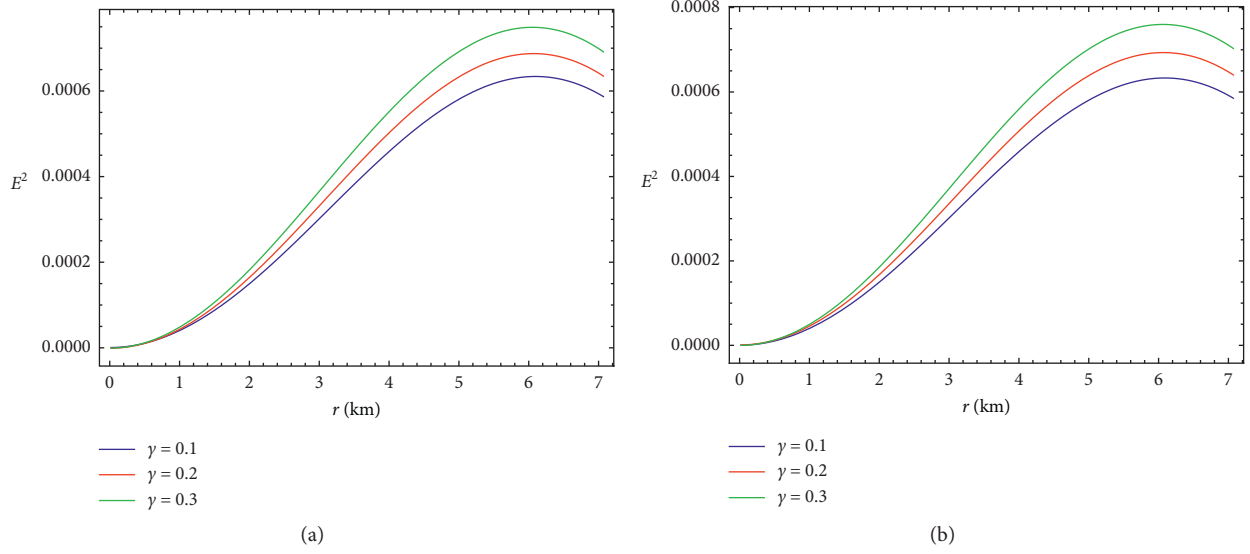 0.0006
0.0004
E²
0.0002
0.0000
0 1 2 3 4 5 6 7
r (km)
γ = 0.1
γ = 0.2
γ = 0.3
(a)
0.0008
0.0006
0.0004
E²
0.0002
0.0000
0 1 2 3 4 5 6 7
r (km)
γ = 0.1
γ = 0.2
γ = 0.3
(b)